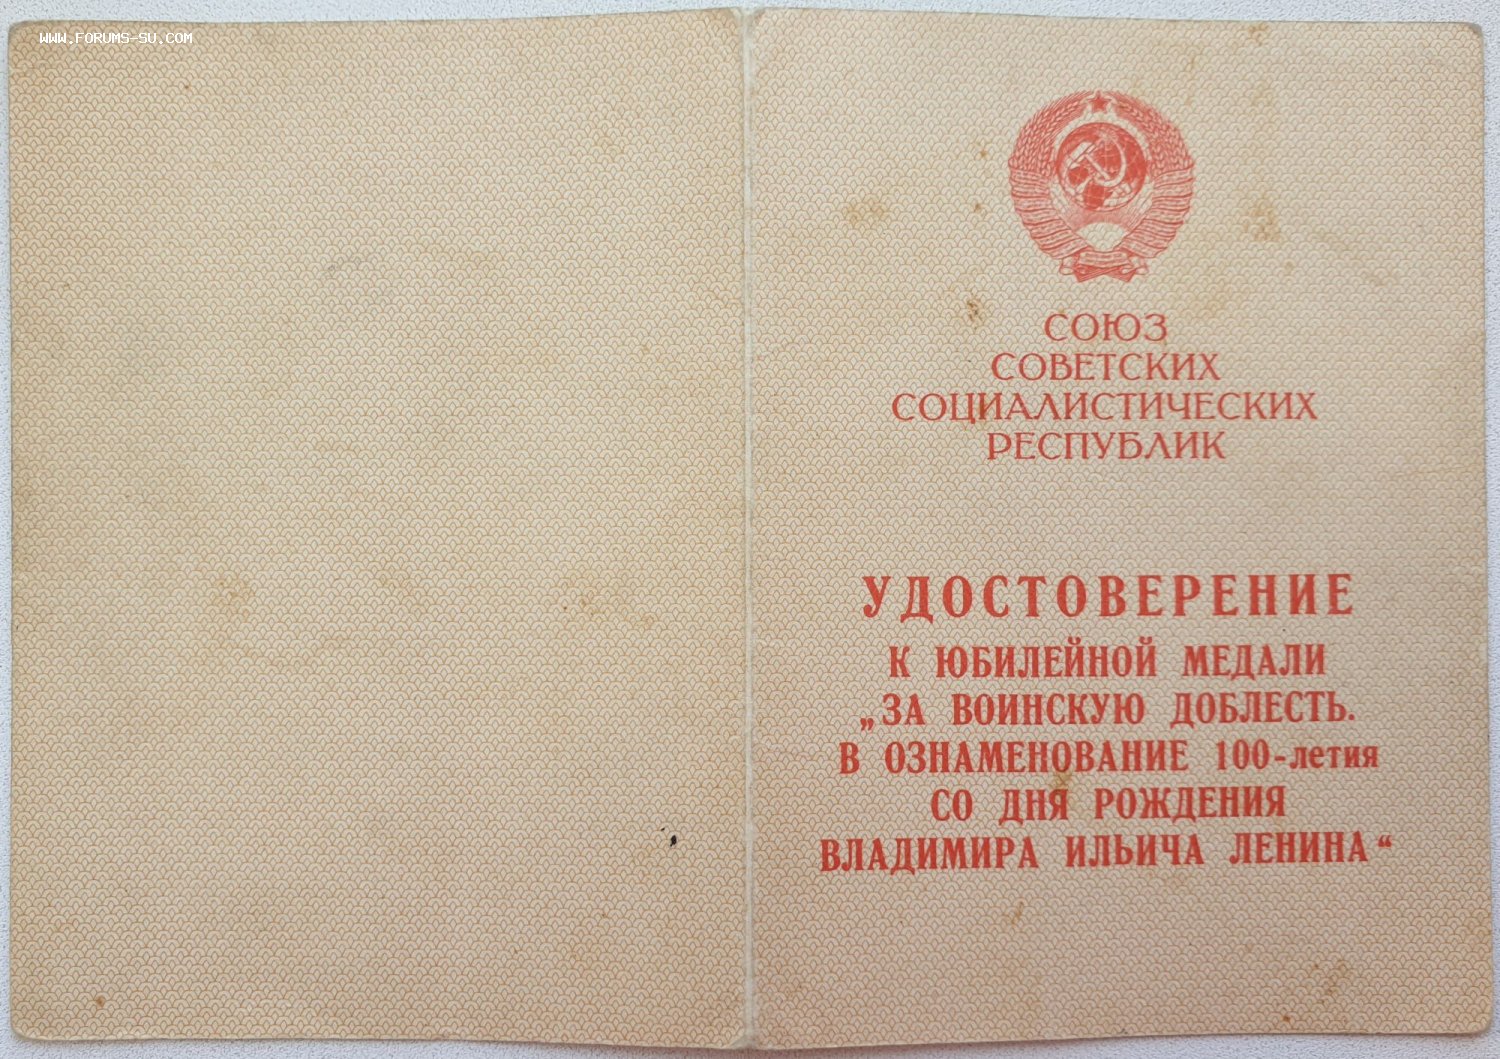 WWW.FORUMS-SU.COM
СОЮЗ
СОВЕТСКИХ
СОЦИАЛИСТИЧЕСКИХ
РЕСПУБЛИК
УДОСТОВЕРЕНИЕ
К ЮБИЛЕЙНОЙ МЕДАЛИ
„ЗА ВОИНСКУЮ ДОБЛЕСТЬ.
В ОЗНАМЕНОВАНИЕ 100-летия
СО ДНЯ РОЖДЕНИЯ
ВЛАДИМИРА ИЛЬИЧА ЛЕНИНА“